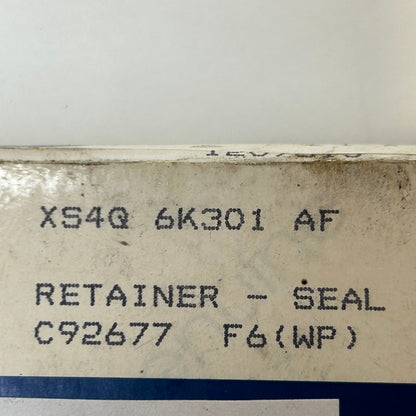 XS4Q 6K301 AF
RETAINER - SEAL
C92677 F6(WP)